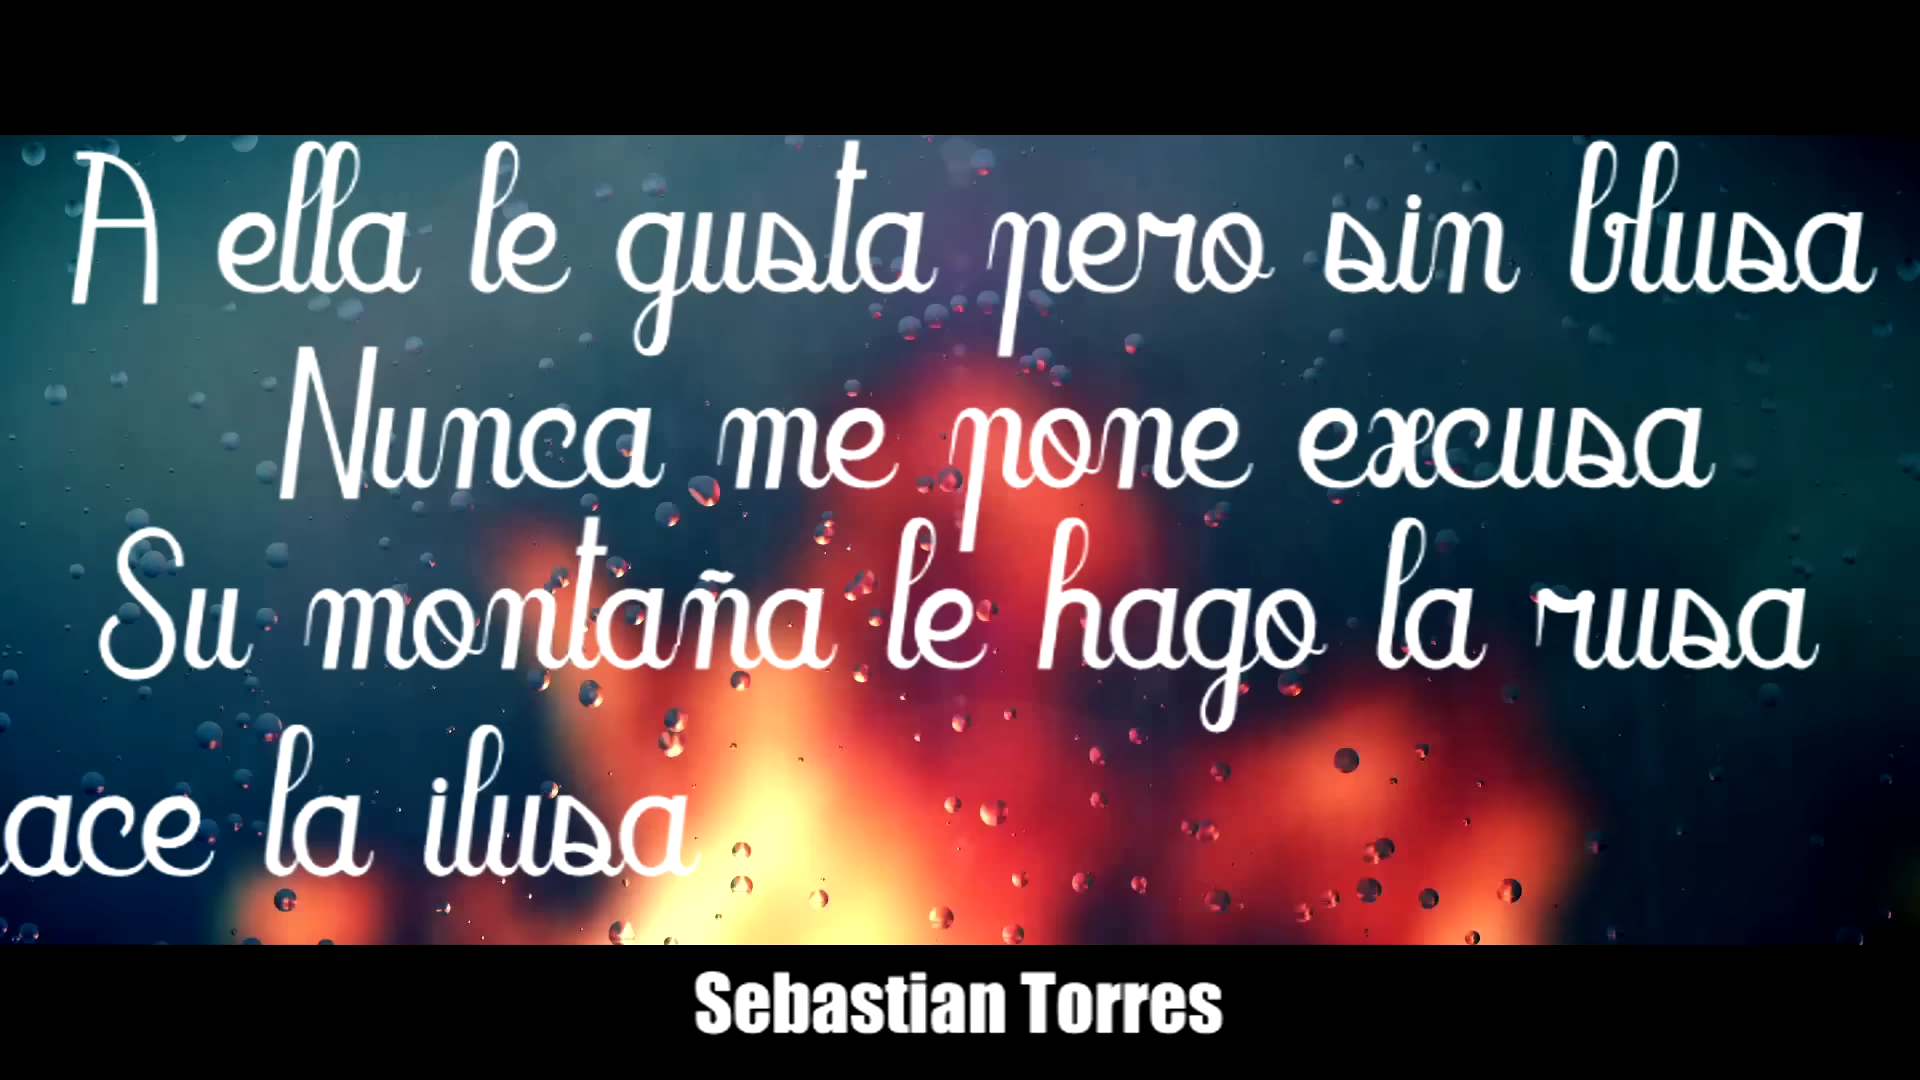 A ella le gusta pero sin blusa
Nunca me pone excusa
Su montaña le hago la rusa
ace la ilusa
Sebastian Torres